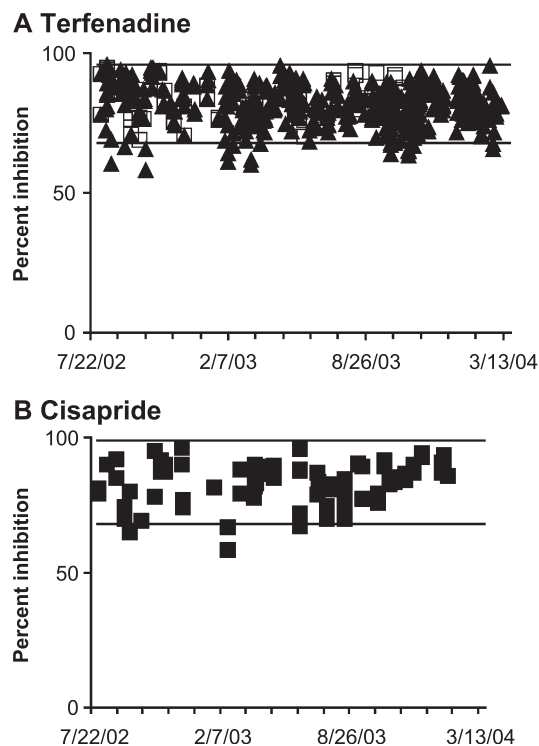 A Terfenadine
100
50
0
Percent inhibition
7/22/02 2/7/03 8/26/03 3/13/04
B Cisapride
100
50
0
Percent inhibition
7/22/02 2/7/03 8/26/03 3/13/04